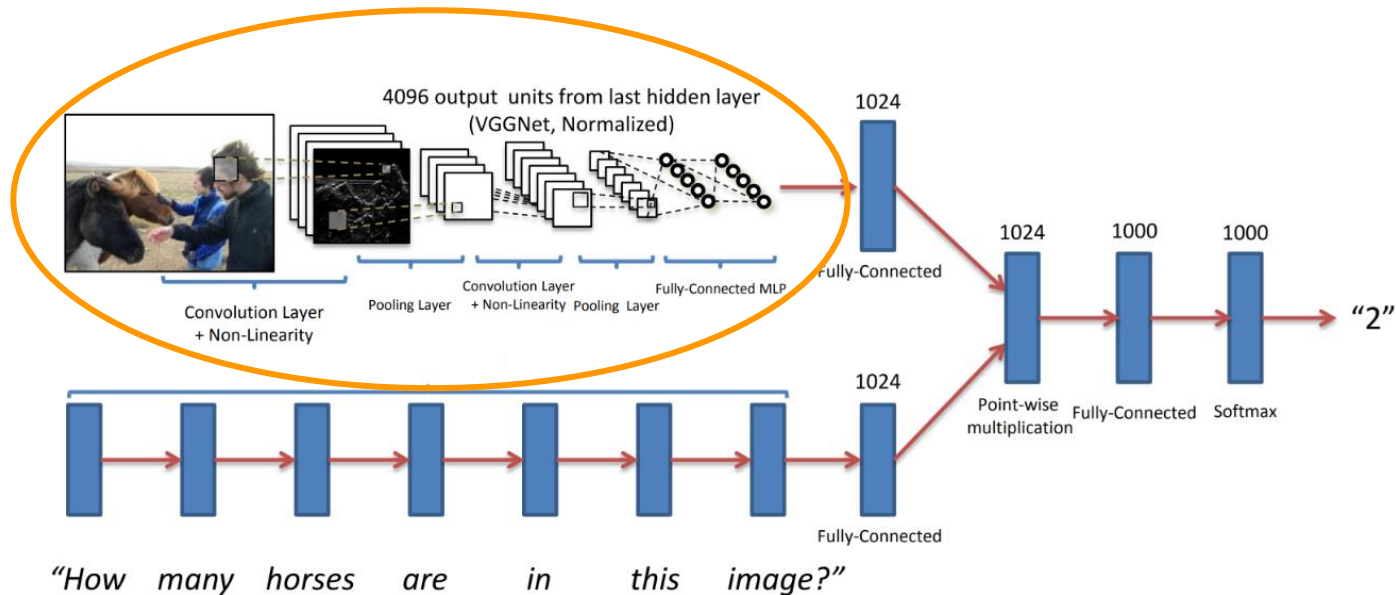 4096 output units from last hidden layer
(VGGNet, Normalized)
Convolution Layer
+ Non-Linearity
Pooling Layer
Convolution Layer
+ Non-Linearity
Pooling Layer
Fully-Connected MLP
1024
Fully-Connected
1024
Point-wise
multiplication
1000
Fully-Connected
1000
Softmax
“2”
1024
Fully-Connected
“How many horses are in this image?”